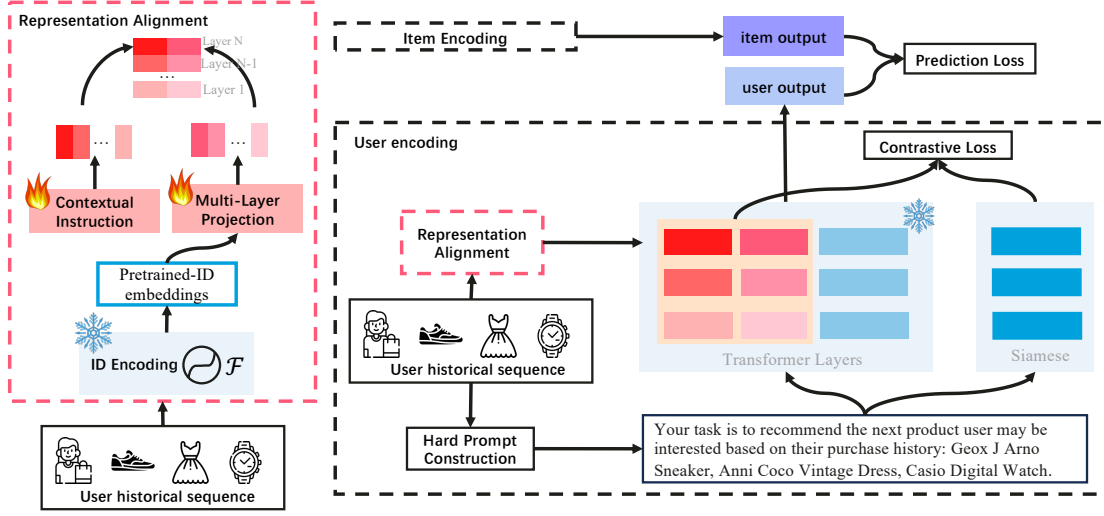 Representation Alignment
Layer N
Layer N-1
...
Layer 1
...
...
Contextual
Instruction
Multi-Layer
Projection
Pretrained-ID
embeddings
ID Encoding
F
User historical sequence
Item Encoding
item output
user output
Prediction Loss
User encoding
Contrastive Loss
Representation
Alignment
User historical sequence
Transformer Layers
Siamese
Hard Prompt
Construction
Your task is to recommend the next product user may be
interested based on their purchase history: Geox J Arno
Sneaker, Anni Coco Vintage Dress, Casio Digital Watch.